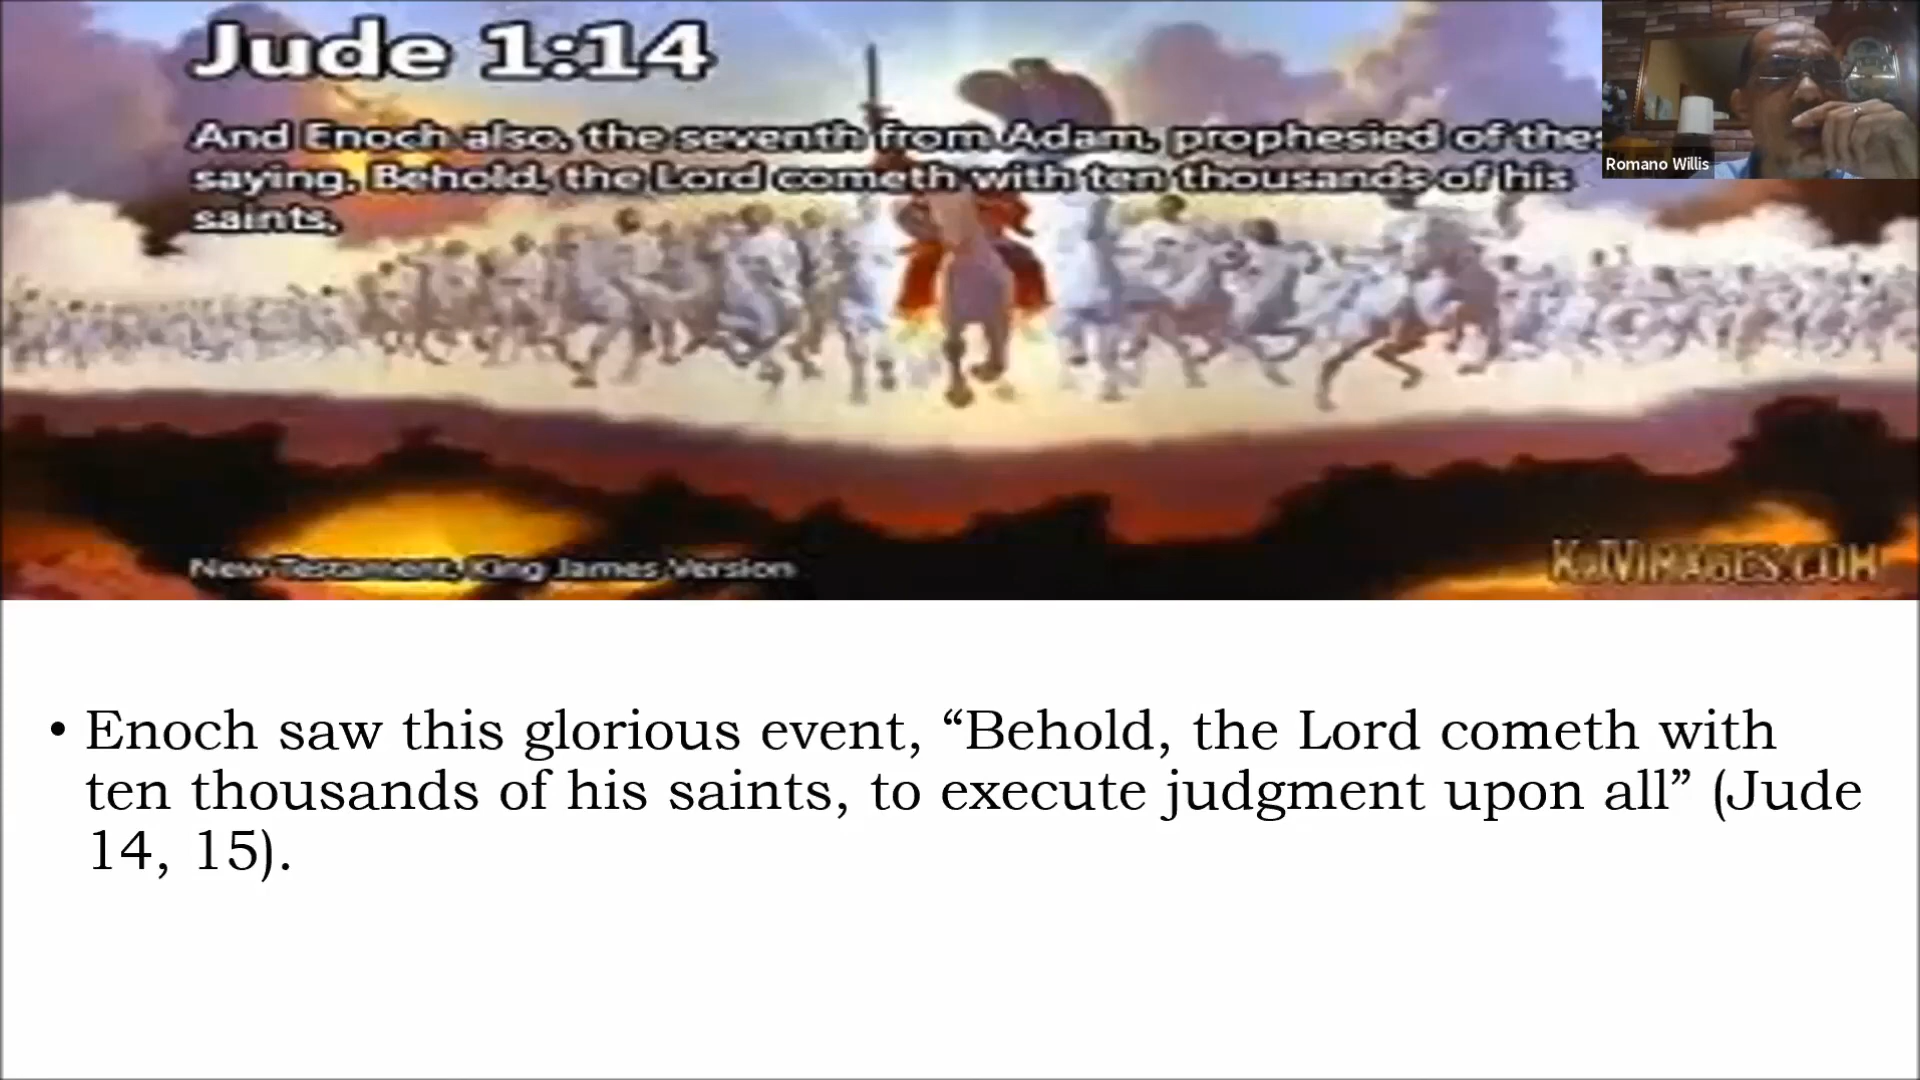 Jude 1:14
And Enoch also, the seventh from Adam, prophesied of
saying, Behold, the Lord cometh with ten thousands of his
saints,
Romano Willis
New Testament, King James Version
KJVIMAGES.COM
• Enoch saw this glorious event, “Behold, the Lord cometh with
ten thousands of his saints, to execute judgment upon all” (Jude
14, 15).